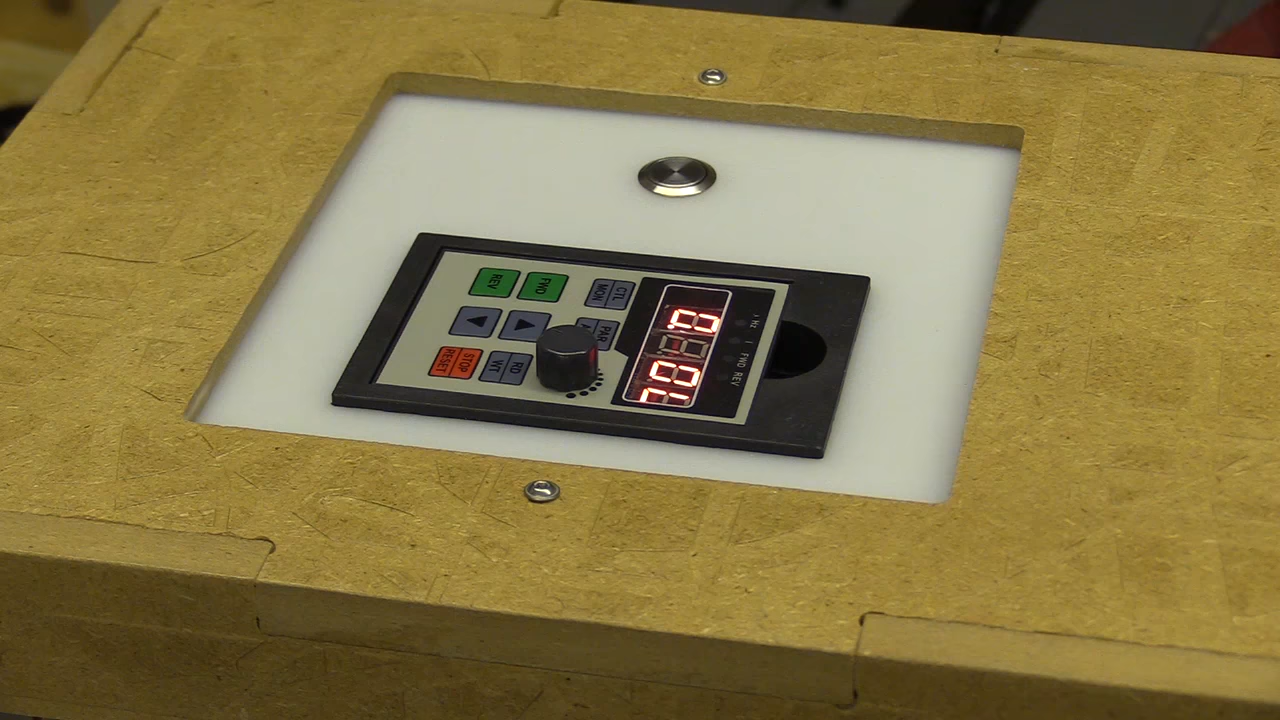 Hz
FWD REV
CTL
MON
PAR
FWD
RD
WT
REV
STOP
RESET